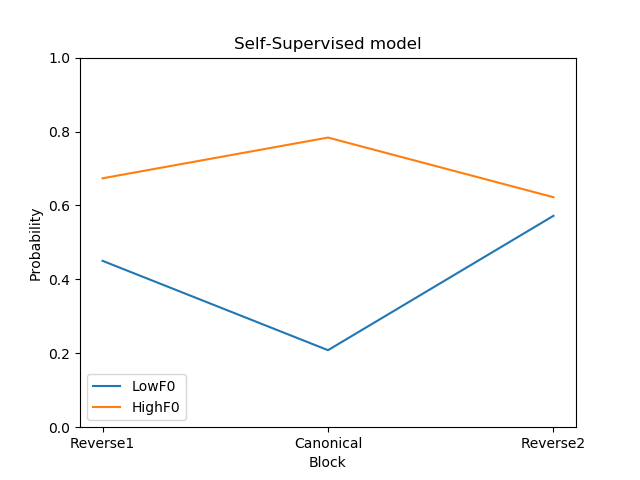 Self-Supervised model
1.0
0.8
0.6
0.4
0.2
0.0
Probability
LowF0
HighF0
Reverse1 Canonical Reverse2
Block